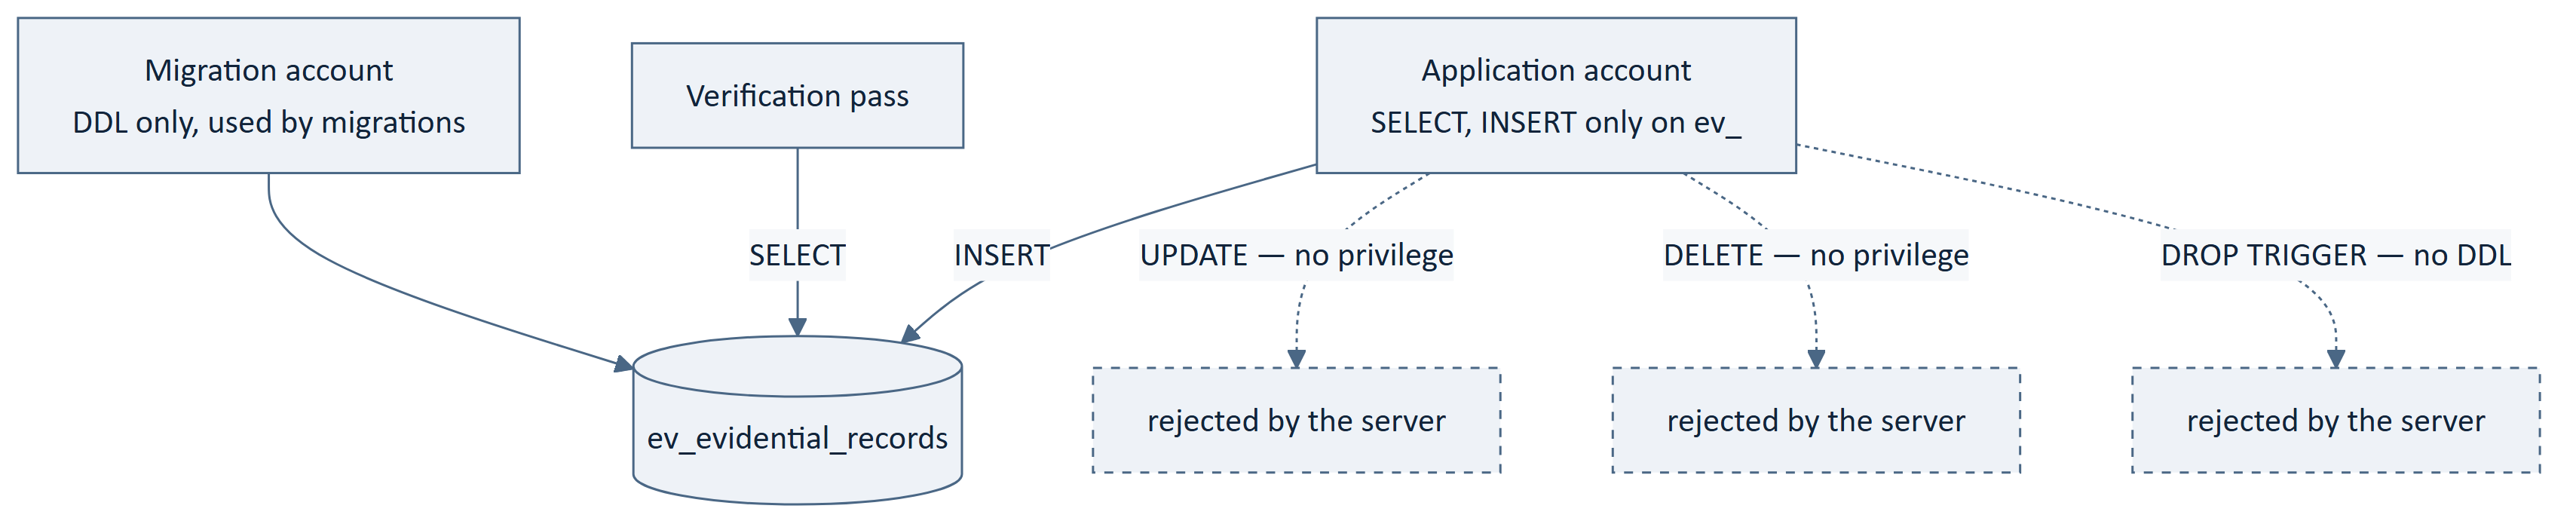 Migration account
DDL only, used by migrations
Verification pass
Application account
SELECT, INSERT only on ev_
SELECT
INSERT
UPDATE — no privilege
DELETE — no privilege
DROP TRIGGER — no DDL
ev_evidential_records
rejected by the server
rejected by the server
rejected by the server